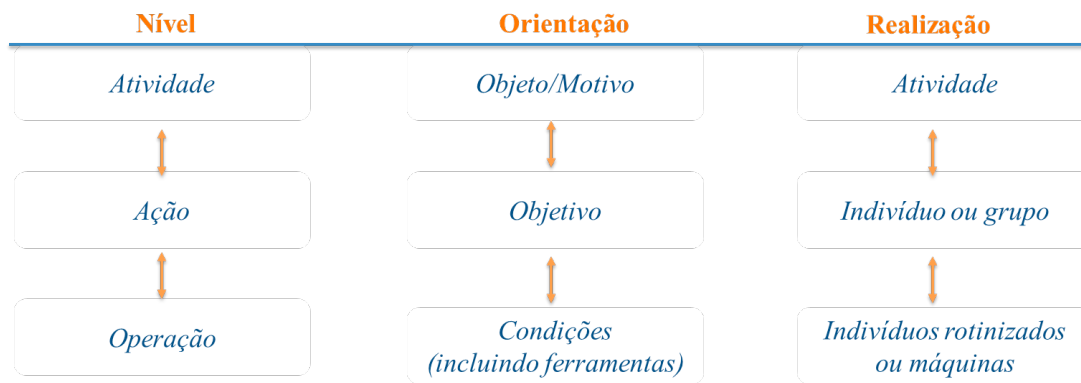 Nível Orientação Realização
Atividade Objeto/Motivo Atividade
Ação Objetivo Indivíduo ou grupo
Operação Condições (incluindo ferramentas) Indivíduos rotinizados ou máquinas